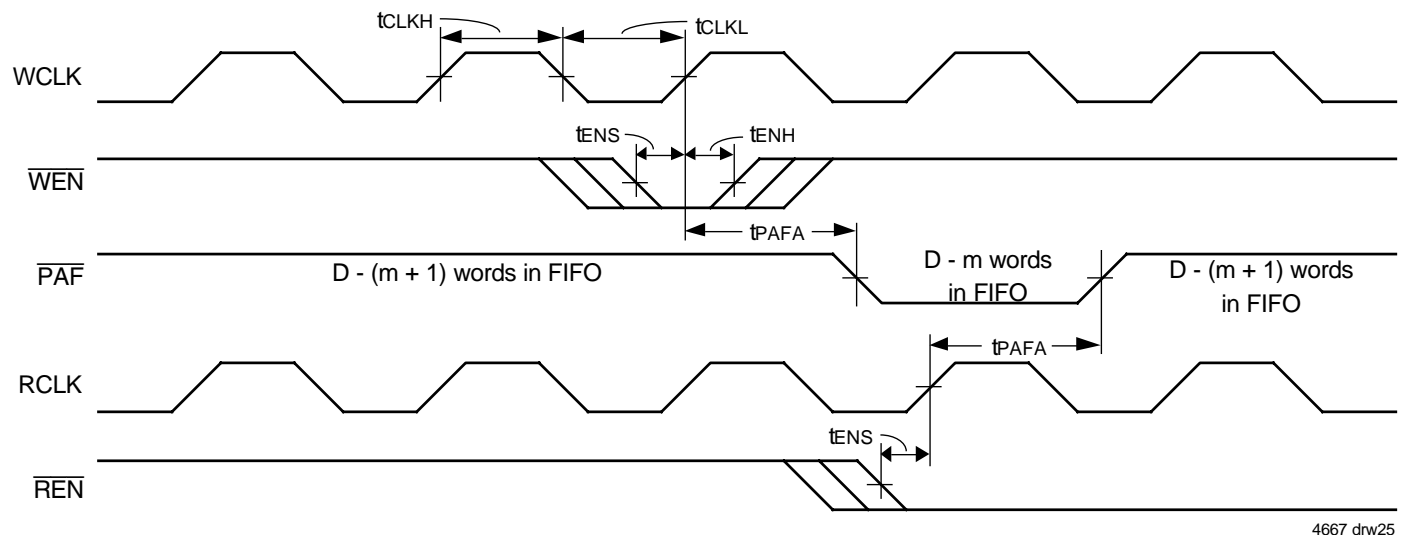 tCLKH
tCLKL
WCLK
tENS
tENH
WEN
tPAFA
PAF
D - (m + 1) words in FIFO
D - m words
in FIFO
D - (m + 1) words
in FIFO
tPAFA
RCLK
tENS
REN
4667 drw25